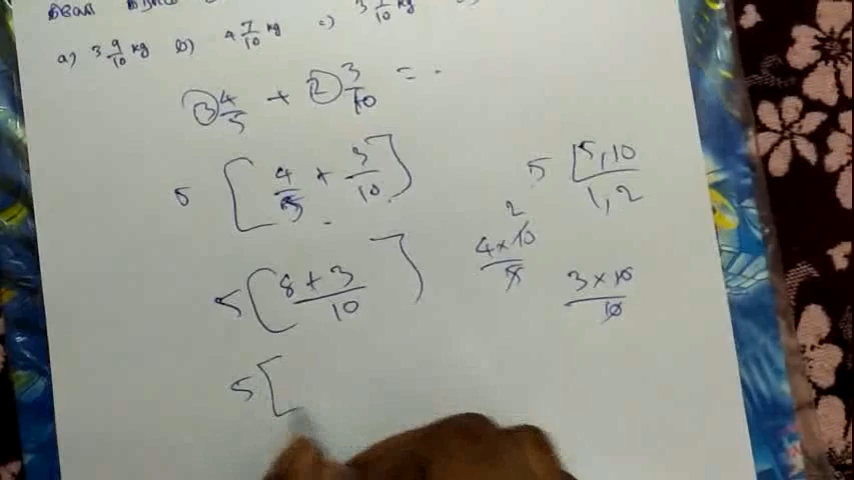 a) 3 9/10 kg b) 4 7/10 kg c) 3 1/10 kg
3 4/5 + 2 3/10 =
5 [ 4/5 + 3/10 ]
5 | 5, 10
1, 2
5 [ 8 + 3 / 10 ]
2
4 × 10 / 5
3 × 10 / 10
5 [